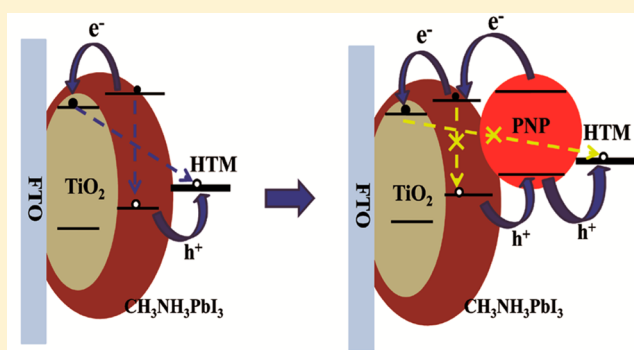 e⁻
HTM
TiO₂
FTO
h⁺
CH₃NH₃PbI₃
e⁻
e⁻
PNP
HTM
TiO₂
FTO
h⁺
h⁺
CH₃NH₃PbI₃